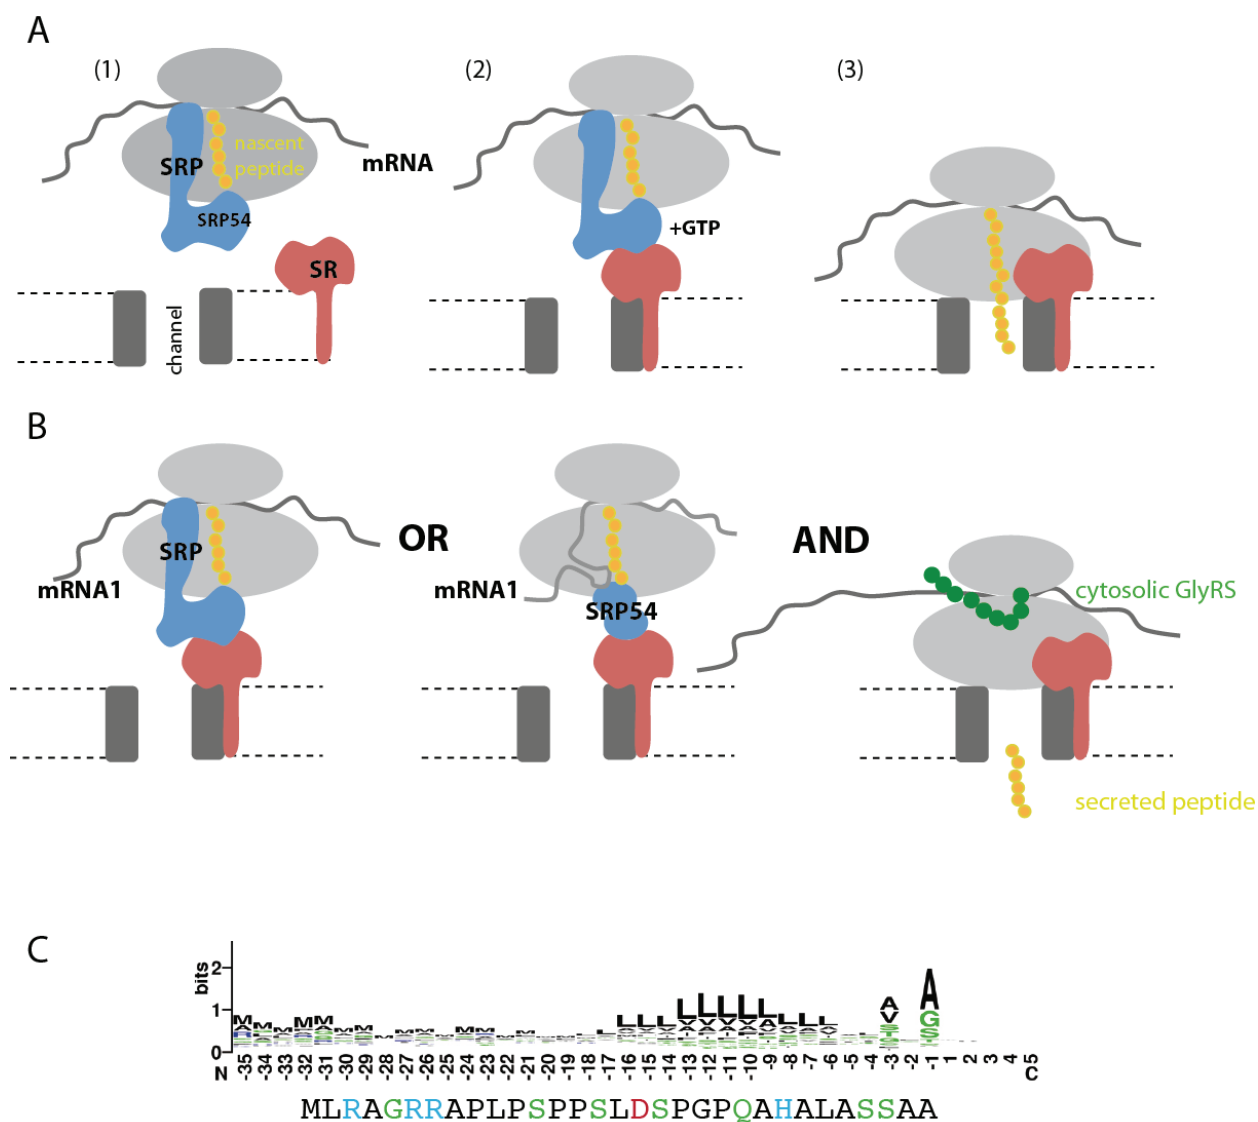 A
(1)
(2)
(3)
nascent
peptide
SRP
mRNA
SRP54
+GTP
SR
channel
B
SRP
OR
AND
mRNA1
mRNA1
SRP54
cytosolic GlyRS
secreted peptide
C
bits
2
1
0
N -35 -34 -33 -32 -31 -30 -29 -28 -27 -26 -25 -24 -23 -22 -21 -20 -19 -18 -17 -16 -15 -14 -13 -12 -11 -10 -9 -8 -7 -6 -5 -4 -3 -2 -1 1 2 3 4 5 C
MLRAGRRAPLPSPPSLDSPGPQAHALASSAA